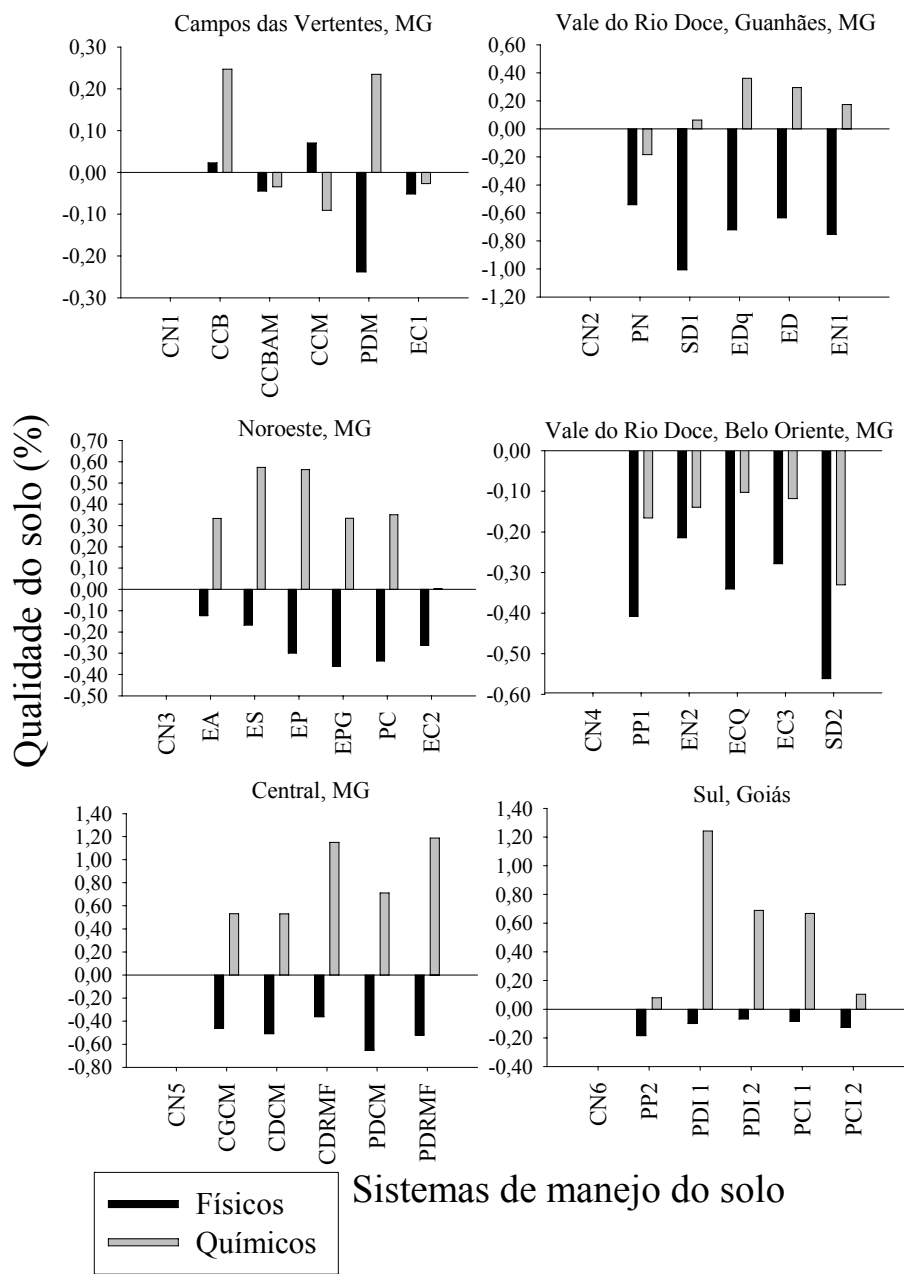 Campos das Vertentes, MG
0,30
0,20
0,10
0,00
-0,10
-0,20
-0,30
CN1
CCB
CCBAM
CCM
PDM
EC1
Vale do Rio Doce, Guanhães, MG
0,60
0,40
0,20
0,00
-0,20
-0,40
-0,60
-0,80
-1,00
-1,20
CN2
PN
SD1
EDq
ED
EN1
Qualidade do solo (%)
Noroeste, MG
0,70
0,60
0,50
0,40
0,30
0,20
0,10
0,00
-0,10
-0,20
-0,30
-0,40
-0,50
CN3
EA
ES
EP
EPG
PC
EC2
Vale do Rio Doce, Belo Oriente, MG
0,00
-0,10
-0,20
-0,30
-0,40
-0,50
-0,60
CN4
PP1
EN2
ECQ
EC3
SD2
Central, MG
1,40
1,20
1,00
0,80
0,60
0,40
0,20
0,00
-0,20
-0,40
-0,60
-0,80
CN5
CGCM
CDCM
CDRMF
PDCM
PDRMF
Sul, Goiás
1,40
1,20
1,00
0,80
0,60
0,40
0,20
0,00
-0,20
-0,40
CN6
PP2
PDI 1
PDI 2
PCI 1
PCI 2
Sistemas de manejo do solo
Físicos
Químicos